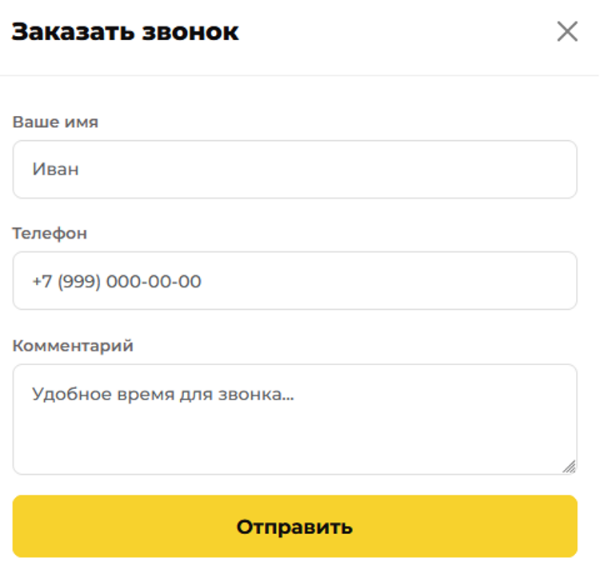 Заказать звонок
Ваше имя
Иван
Телефон
+7 (999) 000-00-00
Комментарий
Удобное время для звонка...
Отправить